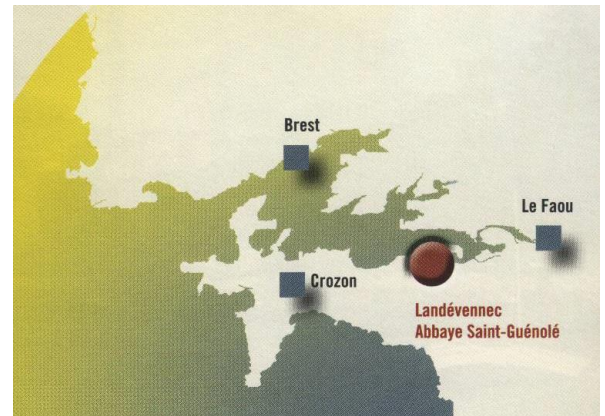 Brest
Le Faou
Crozon
Landévennec
Abbaye Saint-Guénolé